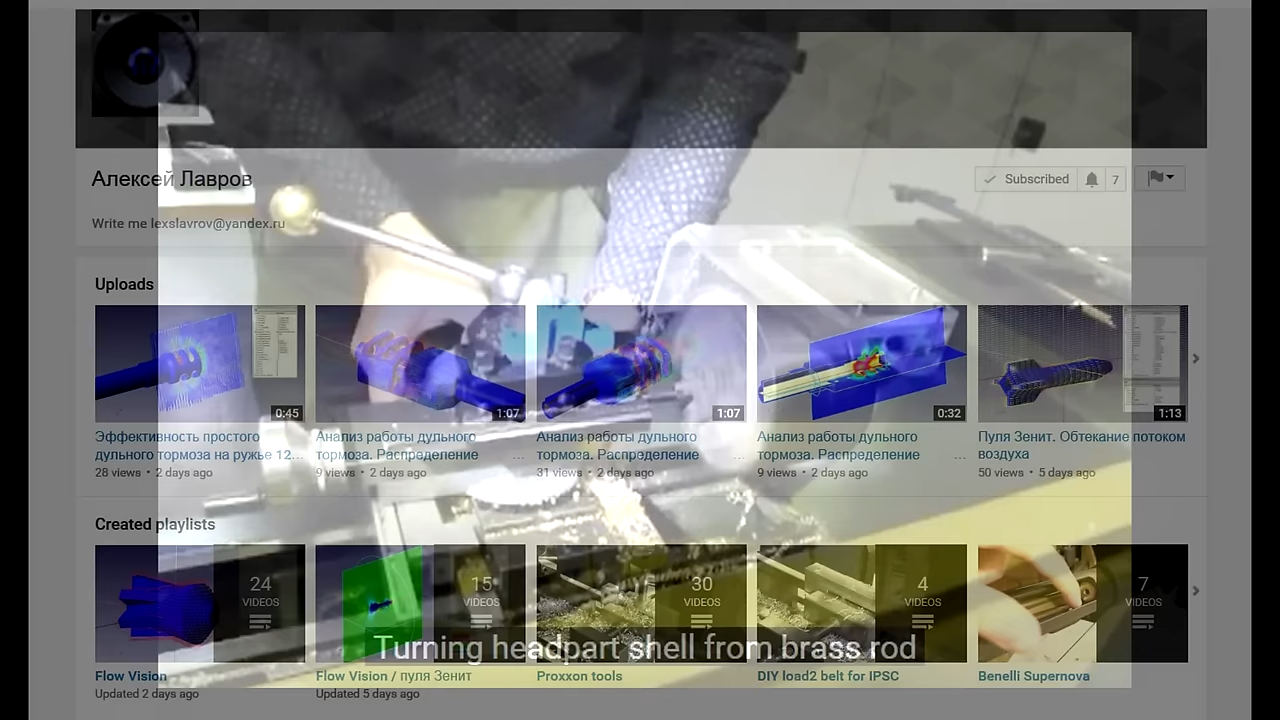 Алексей Лавров
Subscribed 7
Write me lexslavrov@yandex.ru
Uploads
0:45
1:07
1:07
0:32
1:13
Эффективность простого
дульного тормоза на ружье 12...
28 views • 2 days ago
Анализ работы дульного
тормоза. Распределение ...
9 views • 2 days ago
Анализ работы дульного
тормоза. Распределение ...
31 views • 2 days ago
Анализ работы дульного
тормоза. Распределение ...
9 views • 2 days ago
Пуля Зенит. Обтекание потоком
воздуха
50 views • 5 days ago
Created playlists
24
VIDEOS
15
VIDEOS
30
VIDEOS
4
VIDEOS
7
VIDEOS
Turning headpart shell from brass rod
Flow Vision
Updated 2 days ago
Flow Vision / пуля Зенит
Updated 5 days ago
Proxxon tools
DIY load2 belt for IPSC
Benelli Supernova